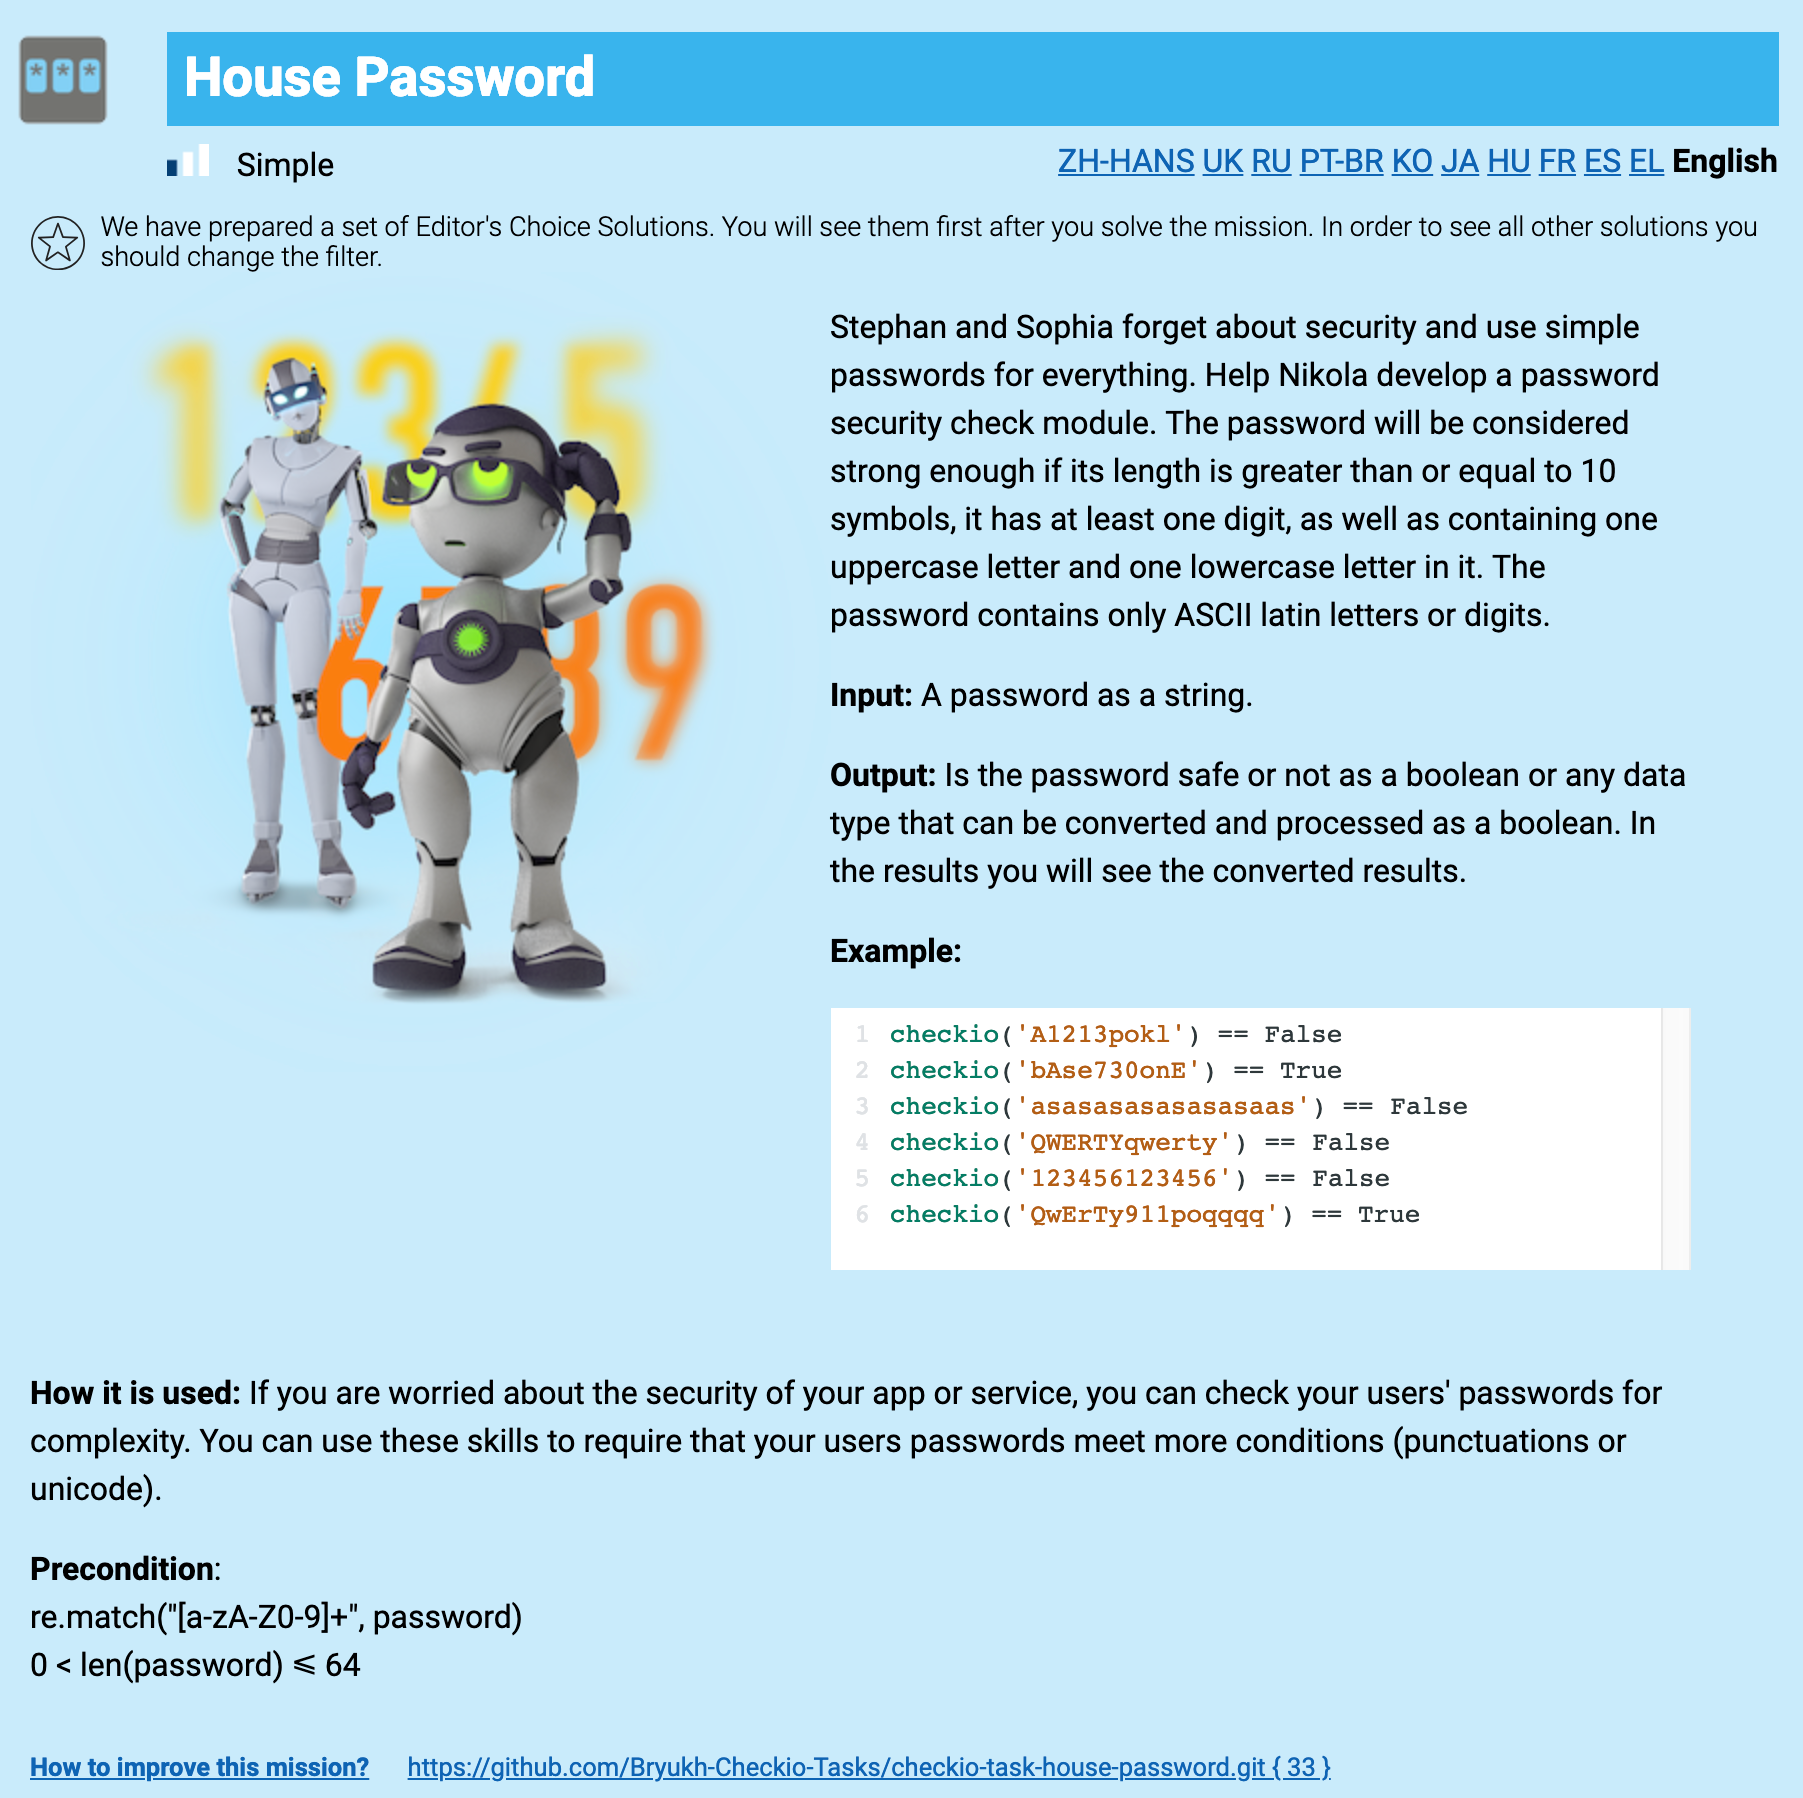 ***
House Password
Simple
ZH-HANS UK RU PT-BR KO JA HU FR ES EL English
We have prepared a set of Editor's Choice Solutions. You will see them first after you solve the mission. In order to see all other solutions you
should change the filter.
12345
6789
Stephan and Sophia forget about security and use simple
passwords for everything. Help Nikola develop a password
security check module. The password will be considered
strong enough if its length is greater than or equal to 10
symbols, it has at least one digit, as well as containing one
uppercase letter and one lowercase letter in it. The
password contains only ASCII latin letters or digits.
Input: A password as a string.
Output: Is the password safe or not as a boolean or any data
type that can be converted and processed as a boolean. In
the results you will see the converted results.
Example:
1 checkio('A1213pokl') == False
2 checkio('bAse730onE') == True
3 checkio('asasasasasasasaas') == False
4 checkio('QWERTYqwerty') == False
5 checkio('123456123456') == False
6 checkio('QwErTy911poqqqq') == True
How it is used: If you are worried about the security of your app or service, you can check your users' passwords for
complexity. You can use these skills to require that your users passwords meet more conditions (punctuations or
unicode).
Precondition:
re.match("[a-zA-Z0-9]+", password)
0 < len(password) ⩽ 64
How to improve this mission? https://github.com/Bryukh-Checkio-Tasks/checkio-task-house-password.git { 33 }